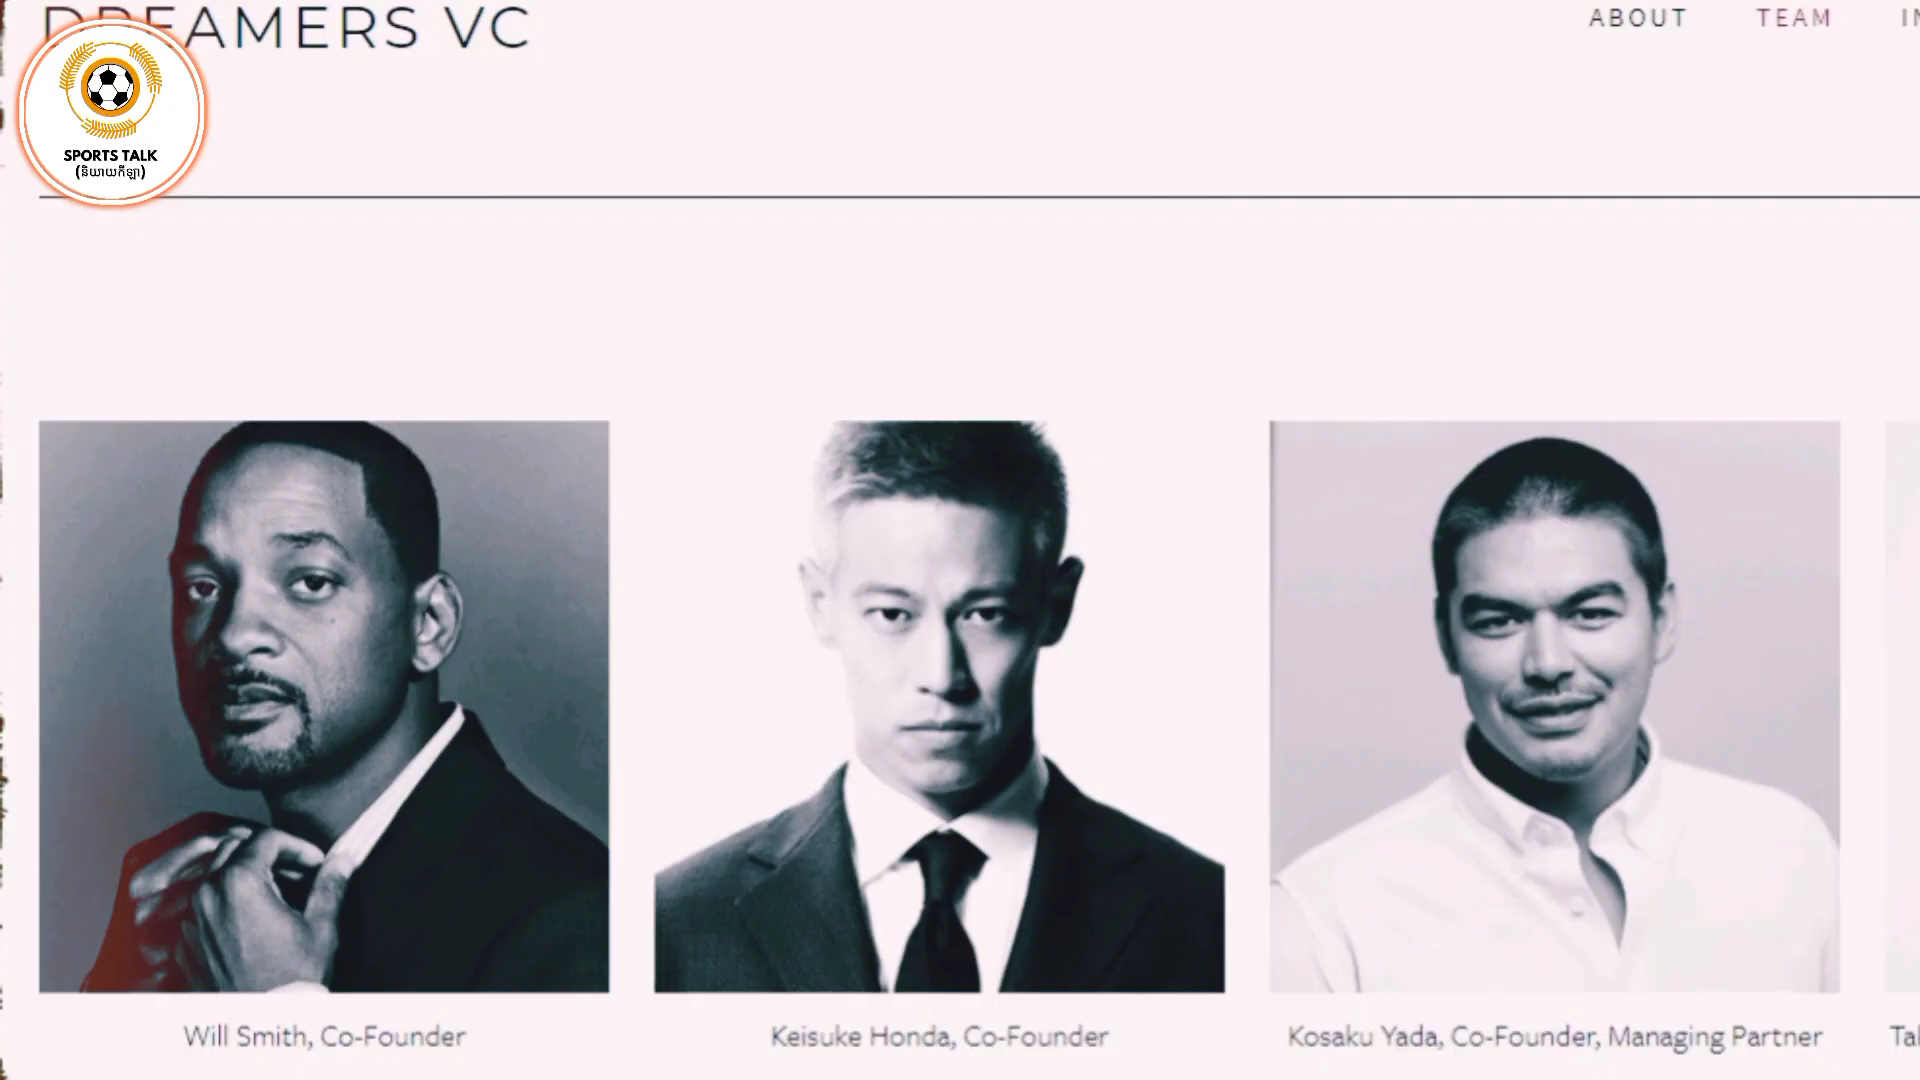 DREAMERS VC
ABOUT TEAM
SPORTS TALK
(និយាយកីឡា)
Will Smith, Co-Founder
Keisuke Honda, Co-Founder
Kosaku Yada, Co-Founder, Managing Partner